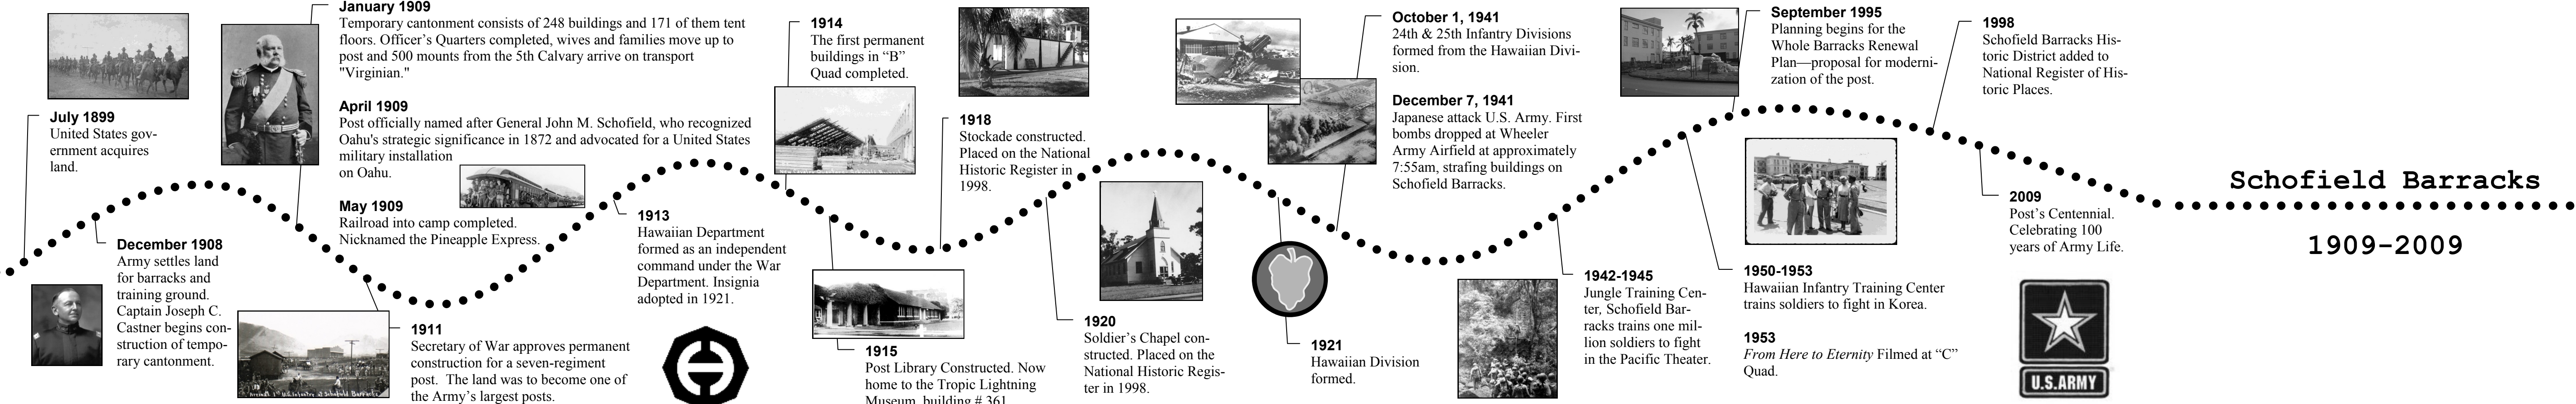 July 1899
United States gov-
ernment acquires
land.
December 1908
Army settles land
for barracks and
training ground.
Captain Joseph C.
Castner begins con-
struction of tempo-
rary cantonment.
January 1909
Temporary cantonment consists of 248 buildings and 171 of them tent
floors. Officer's Quarters completed, wives and families move up to
post and 500 mounts from the 5th Calvary arrive on transport
"Virginian."
April 1909
Post officially named after General John M. Schofield, who recognized
Oahu's strategic significance in 1872 and advocated for a United States
military installation
on Oahu.
May 1909
Railroad into camp completed.
Nicknamed the Pineapple Express.
1911
Secretary of War approves permanent
construction for a seven-regiment
post.  The land was to become one of
the Army's largest posts.
1913
Hawaiian Department
formed as an independent
command under the War
Department. Insignia
adopted in 1921.
1914
The first permanent
buildings in “B”
Quad completed.
1915
Post Library Constructed. Now
home to the Tropic Lightning
Museum, building # 361
1918
Stockade constructed.
Placed on the National
Historic Register in
1998.
1920
Soldier’s Chapel con-
structed. Placed on the
National Historic Regis-
ter in 1998.
1921
Hawaiian Division
formed.
October 1, 1941
24th & 25th Infantry Divisions
formed from the Hawaiian Divi-
sion.
December 7, 1941
Japanese attack U.S. Army. First
bombs dropped at Wheeler
Army Airfield at approximately
7:55am, strafing buildings on
Schofield Barracks.
1942-1945
Jungle Training Cen-
ter, Schofield Bar-
racks trains one mil-
lion soldiers to fight
in the Pacific Theater.
1950-1953
Hawaiian Infantry Training Center
trains soldiers to fight in Korea.
1953
From Here to Eternity Filmed at “C”
Quad.
September 1995
Planning begins for the
Whole Barracks Renewal
Plan—proposal for moderni-
zation of the post.
1998
Schofield Barracks His-
toric District added to
National Register of His-
toric Places.
2009
Post’s Centennial.
Celebrating 100
years of Army Life.
U.S.ARMY
Schofield Barracks
1909-2009